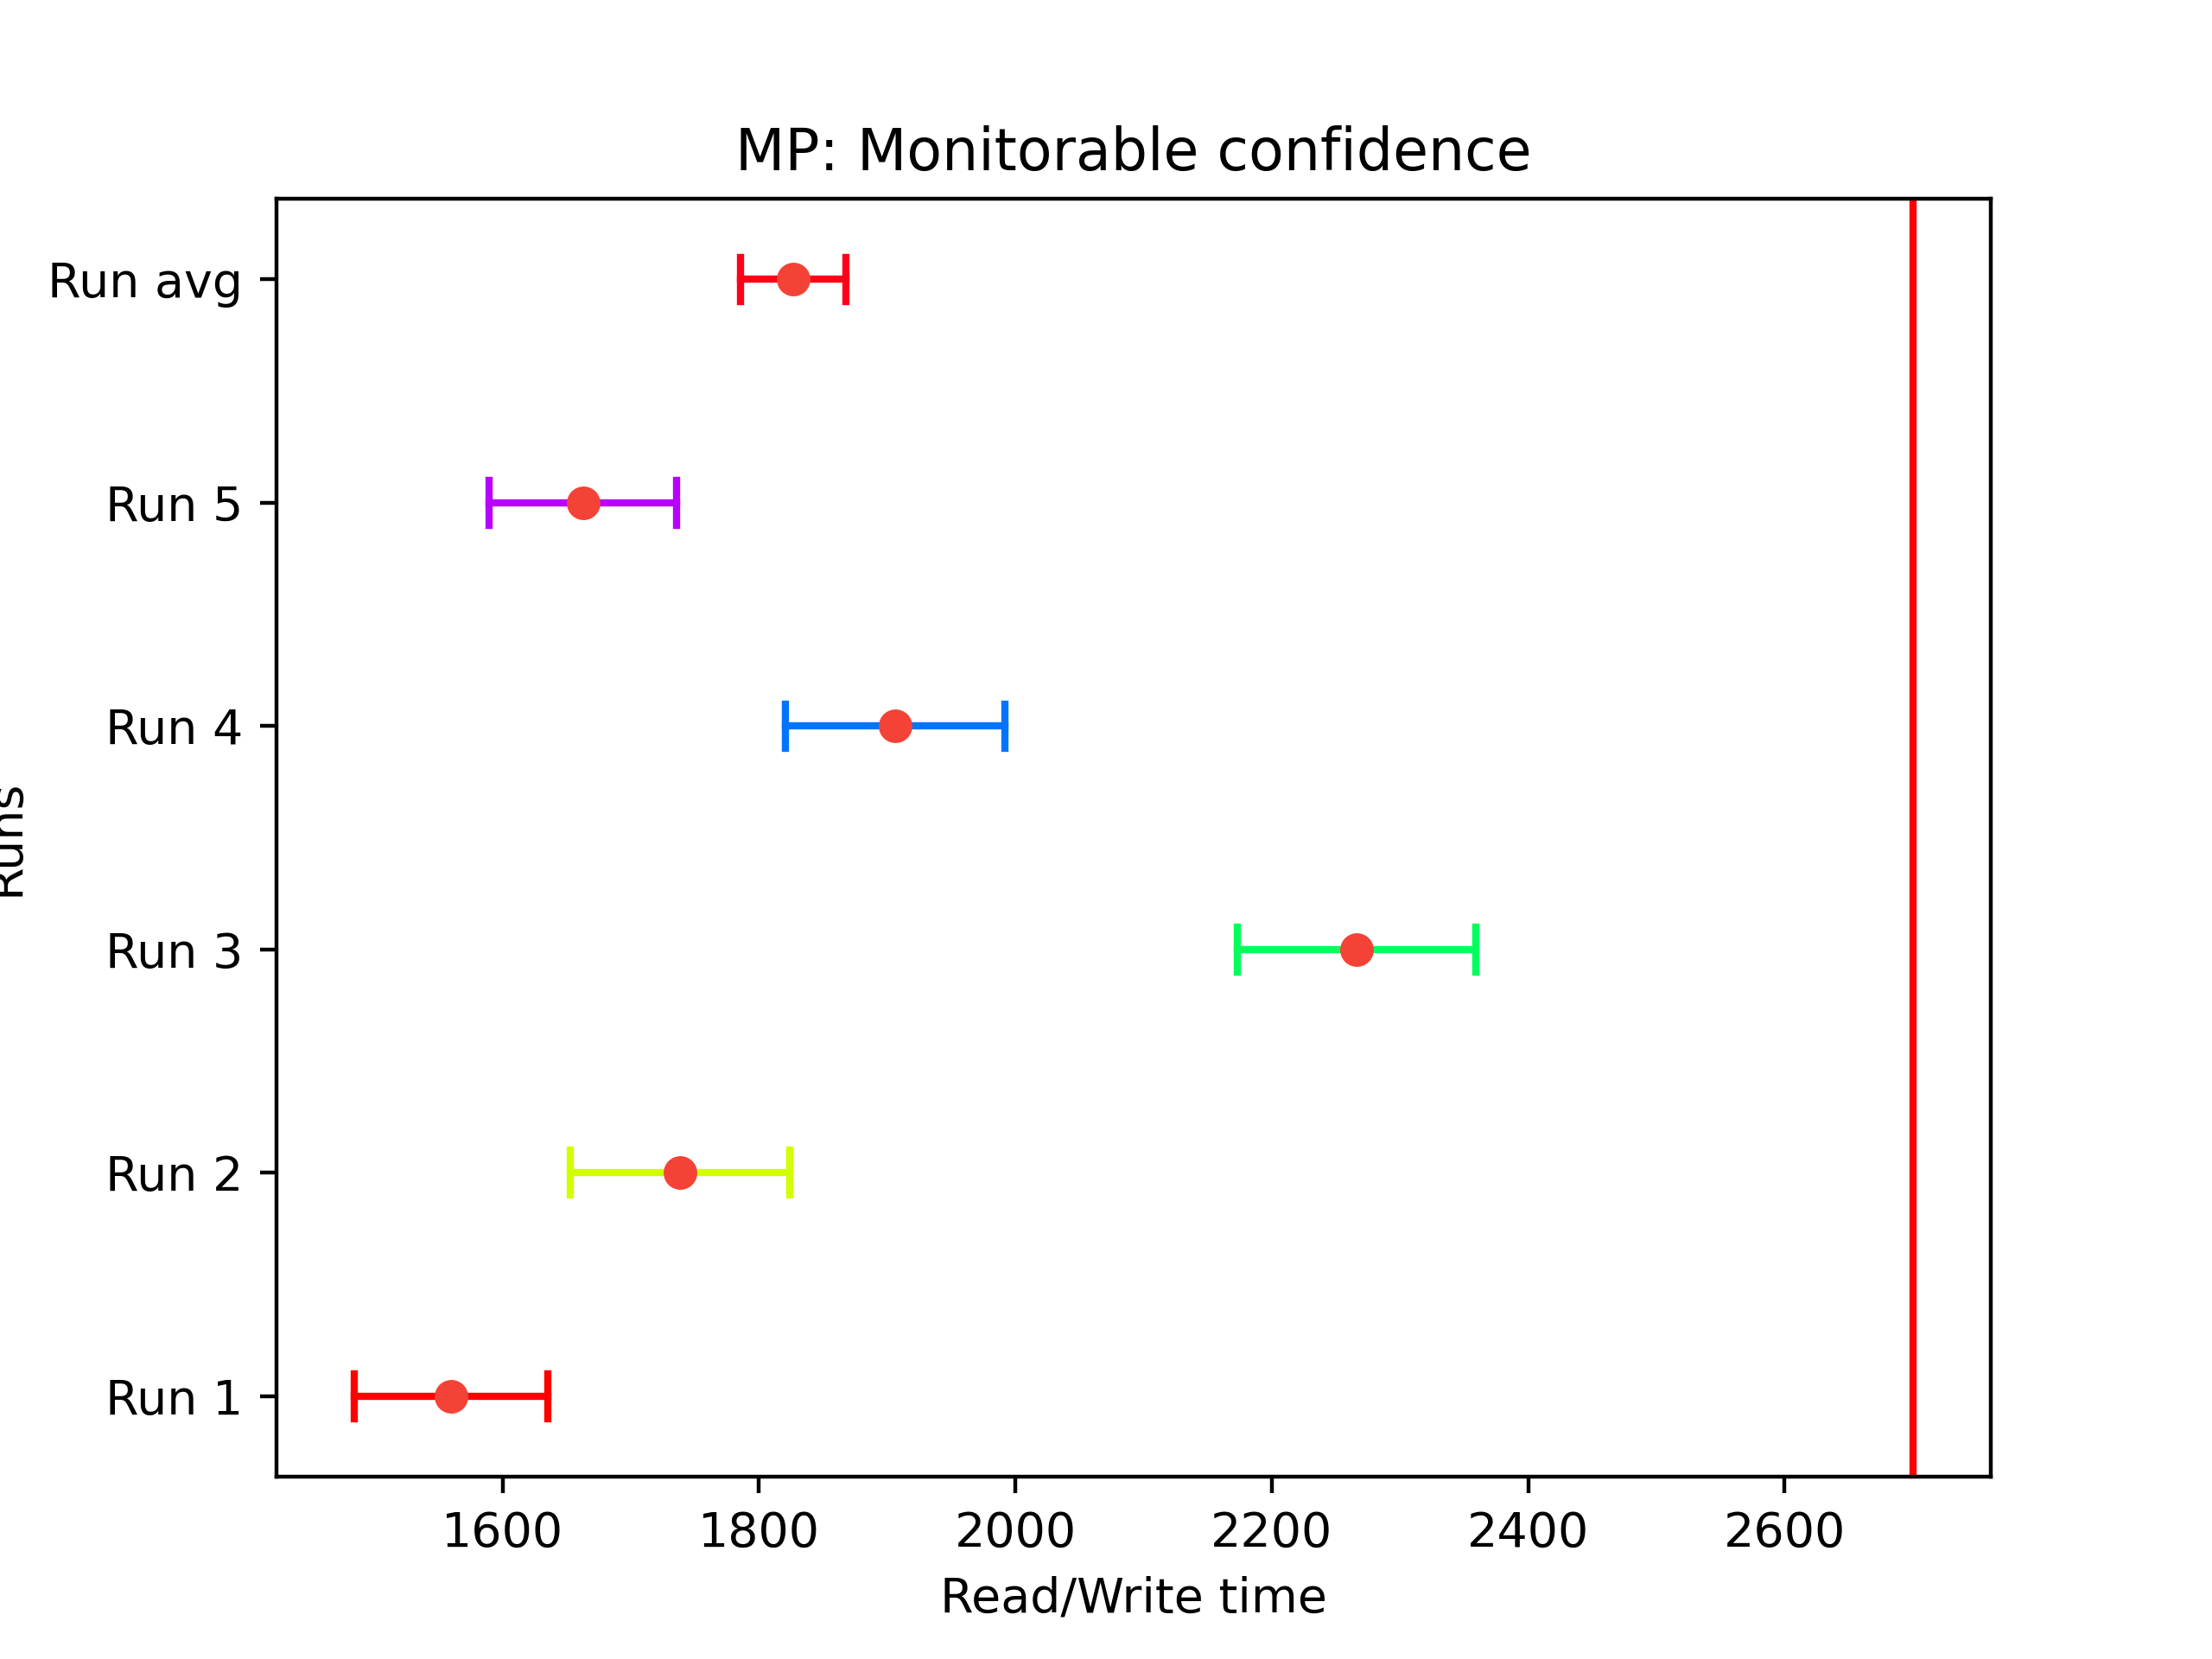 MP: Monitorable confidence
Run avg
Run 5
Run 4
Run 3
Run 2
Run 1
Runs
1600 1800 2000 2200 2400 2600
Read/Write time